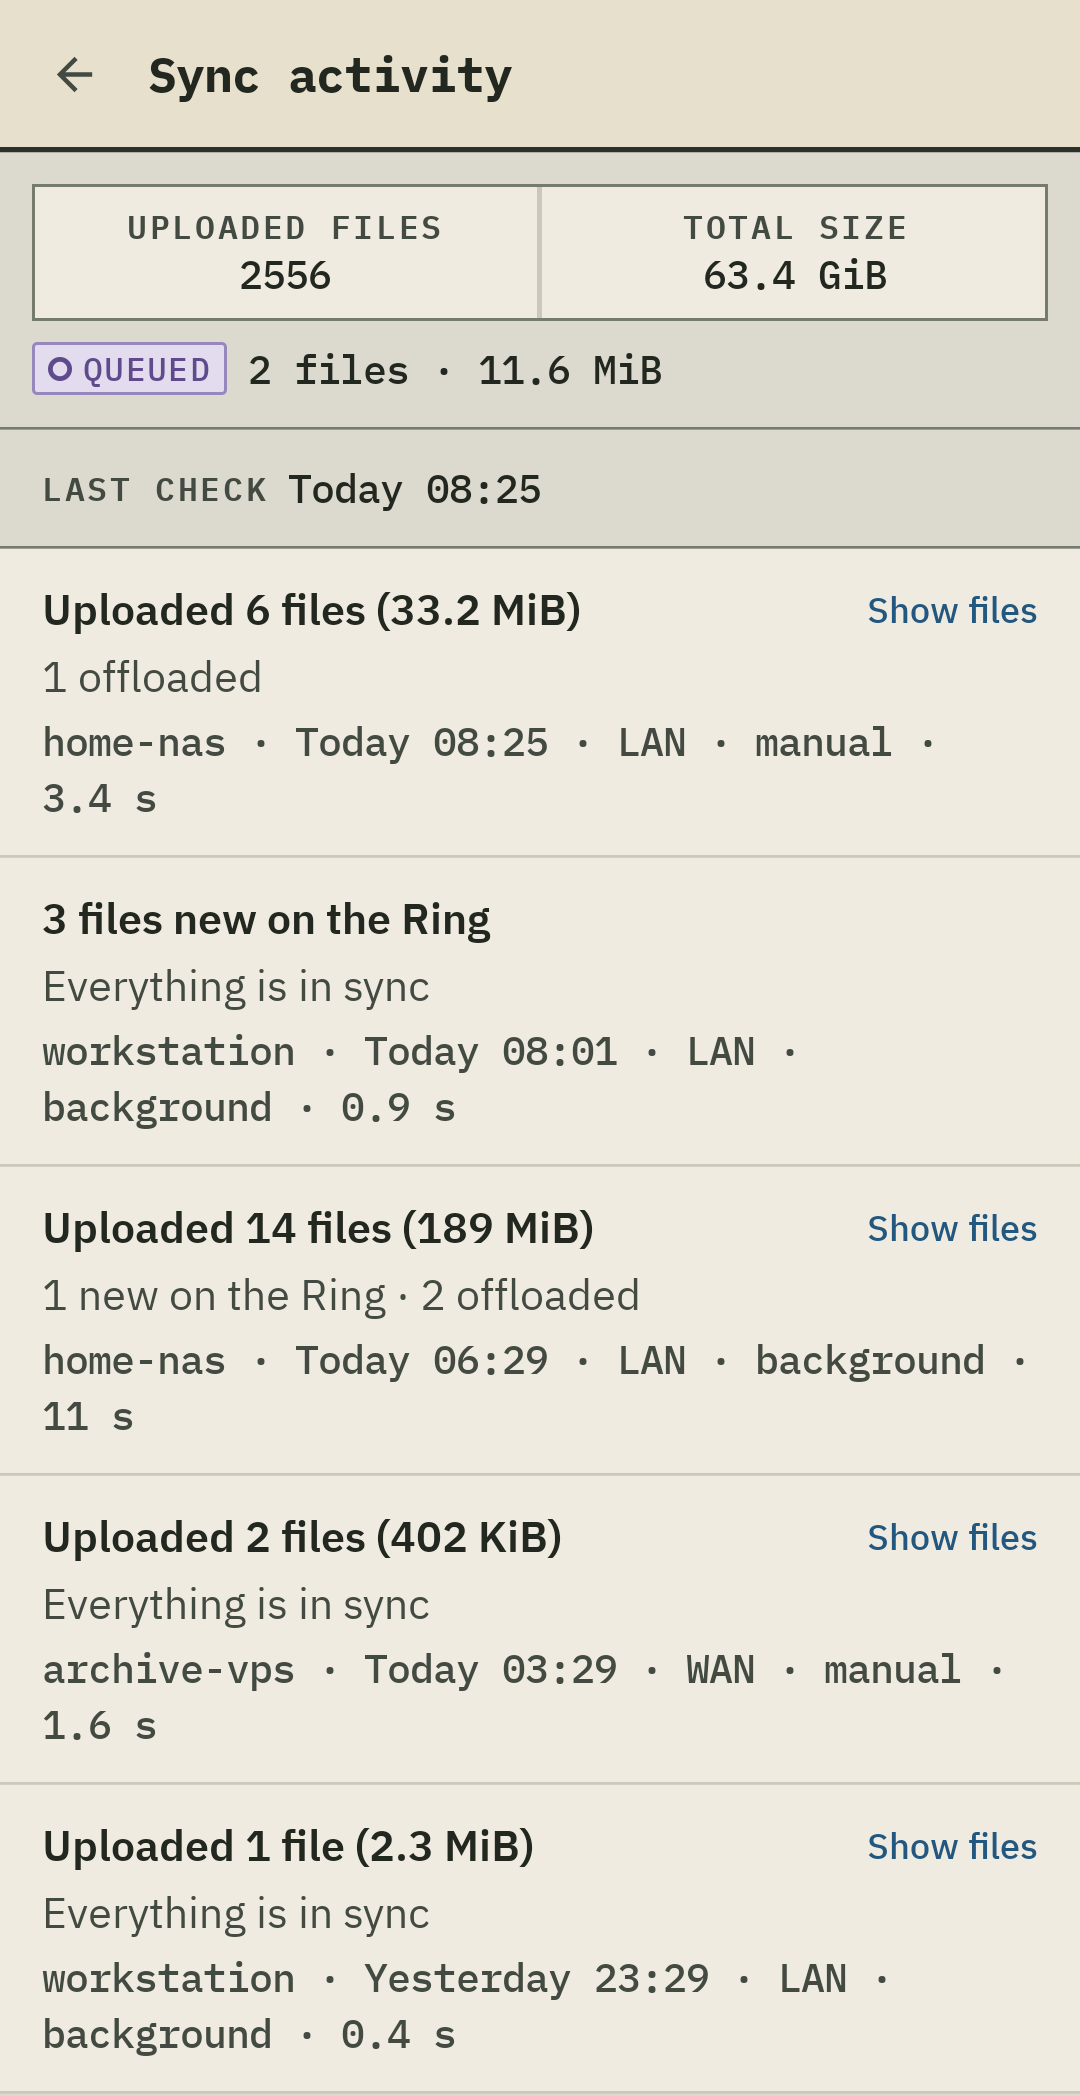 Sync activity
UPLOADED FILES
2556
TOTAL SIZE
63.4 GiB
QUEUED 2 files · 11.6 MiB
LAST CHECK Today 08:25
Uploaded 6 files (33.2 MiB) Show files
1 offloaded
home-nas · Today 08:25 · LAN · manual ·
3.4 s
3 files new on the Ring
Everything is in sync
workstation · Today 08:01 · LAN ·
background · 0.9 s
Uploaded 14 files (189 MiB) Show files
1 new on the Ring · 2 offloaded
home-nas · Today 06:29 · LAN · background ·
11 s
Uploaded 2 files (402 KiB) Show files
Everything is in sync
archive-vps · Today 03:29 · WAN · manual ·
1.6 s
Uploaded 1 file (2.3 MiB) Show files
Everything is in sync
workstation · Yesterday 23:29 · LAN ·
background · 0.4 s